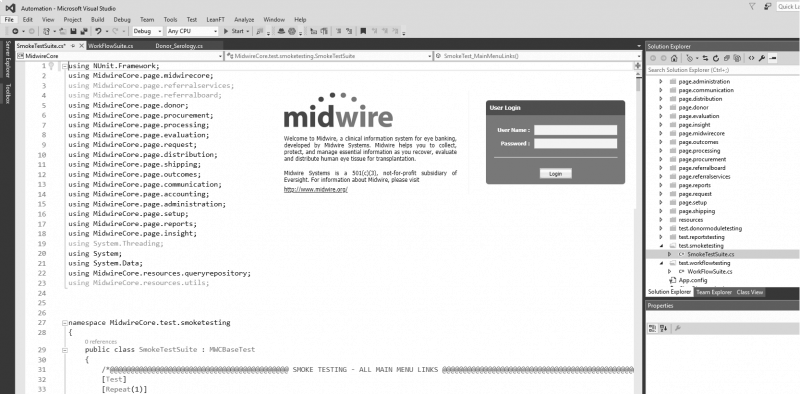 Automation - Microsoft Visual Studio
File Edit View Project Build Debug Team Tools Test LeanFT Analyze Window Help
Debug Any CPU Start
SmokeTestSuite.cs* WorkFlowSuite.cs Donor_Serology.cs
MidwireCore MidwireCore.test.smoketesting.SmokeTestSuite SmokeTest_MainMenuLinks()
Server Explorer
Toolbox
1 using NUnit.Framework;
2 using MidwireCore.page.midwirecore;
3 using MidwireCore.page.referralservices;
4 using MidwireCore.page.referralboard;
5 using MidwireCore.page.donor;
6 using MidwireCore.page.procurement;
7 using MidwireCore.page.processing;
8 using MidwireCore.page.evaluation;
9 using MidwireCore.page.request;
10 using MidwireCore.page.distribution;
11 using MidwireCore.page.shipping;
12 using MidwireCore.page.outcomes;
13 using MidwireCore.page.communication;
14 using MidwireCore.page.accounting;
15 using MidwireCore.page.administration;
16 using MidwireCore.page.setup;
17 using MidwireCore.page.reports;
18 using MidwireCore.page.insight;
19 using System.Threading;
20 using System;
21 using System.Data;
22 using MidwireCore.resources.queryrepository;
23 using MidwireCore.resources.utils;
24
25
26
27 namespace MidwireCore.test.smoketesting
28 {
0 references
29 public class SmokeTestSuite : MWCBaseTest
30 {
31 /*@@@@@@@@@@@@@@@@@@@@@@@@@@@@@@@@@@@@@@@@@@@ SMOKE TESTING - ALL MAIN MENU LINKS @@@@@@@@@@@@@@@@@@@@@@@@@@@@@@@@@@@@@@@@@@@
32 [Test]
33 [Repeat(1)]
midwire
Welcome to Midwire, a clinical information system for eye banking,
developed by Midwire Systems. Midwire helps you to collect,
protect, and manage essential information as you recover, evaluate
and distribute human eye tissue for transplantation.
Midwire Systems is a 501(c)(3), not-for-profit subsidiary of
Eversight. For information about Midwire, please visit
http://www.midwire.org/
User Login
User Name :
Password :
Login
Solution Explorer
Search Solution Explorer
page.administration
page.communication
page.distribution
page.donor
page.evaluation
page.insight
page.midwirecore
page.outcomes
page.processing
page.procurement
page.referralboard
page.referralservices
page.reports
page.request
page.setup
page.shipping
resources
test.donormoduletesting
test.reportstesting
test.smoketesting
SmokeTestSuite.cs
test.workflowtesting
WorkFlowSuite.cs
App.config
Solution Explorer Team Explorer Class View
Properties